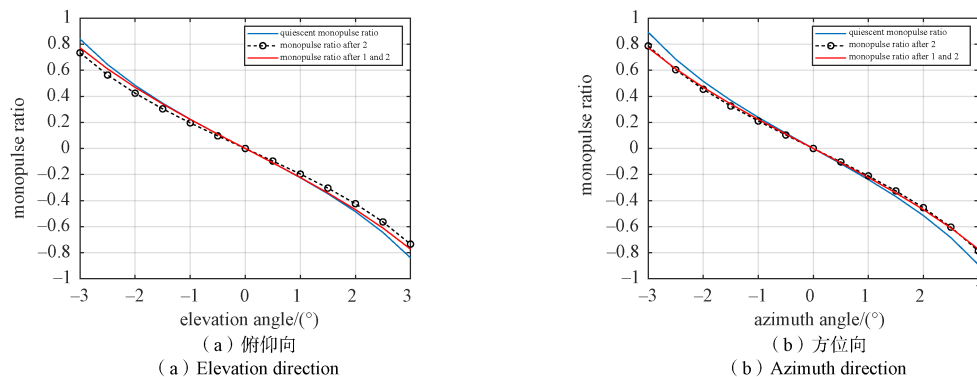 1
0.8
0.6
0.4
0.2
0
−0.2
−0.4
−0.6
−0.8
−1
monopulse ratio
quiescent monopulse ratio
monopulse ratio after 2
monopulse ratio after 1 and 2
−3 −2 −1 0 1 2 3
elevation angle/(°)
（a）俯仰向
（a）Elevation direction
1
0.8
0.6
0.4
0.2
0
−0.2
−0.4
−0.6
−0.8
−1
monopulse ratio
quiescent monopulse ratio
monopulse ratio after 2
monopulse ratio after 1 and 2
−3 −2 −1 0 1 2 3
azimuth angle/(°)
（b）方位向
（b）Azimuth direction